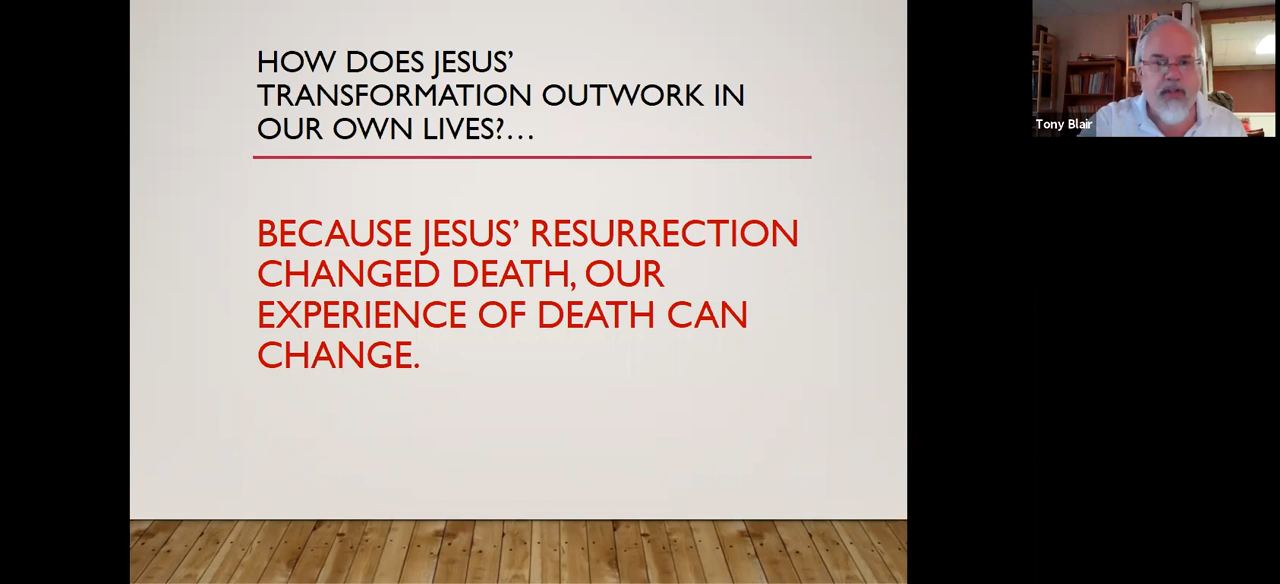 HOW DOES JESUS’
TRANSFORMATION OUTWORK IN
OUR OWN LIVES?…
BECAUSE JESUS’ RESURRECTION
CHANGED DEATH, OUR
EXPERIENCE OF DEATH CAN
CHANGE.
Tony Blair